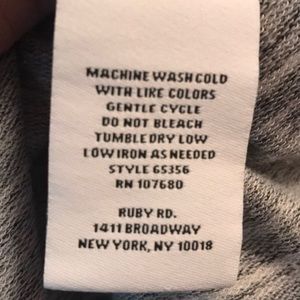 MACHINE WASH COLD
WITH LIKE COLORS
GENTLE CYCLE
DO NOT BLEACH
TUMBLE DRY LOW
LOW IRON AS NEEDED
STYLE 65356
RN 107680
RUBY RD.
1411 BROADWAY
NEW YORK, NY 10018